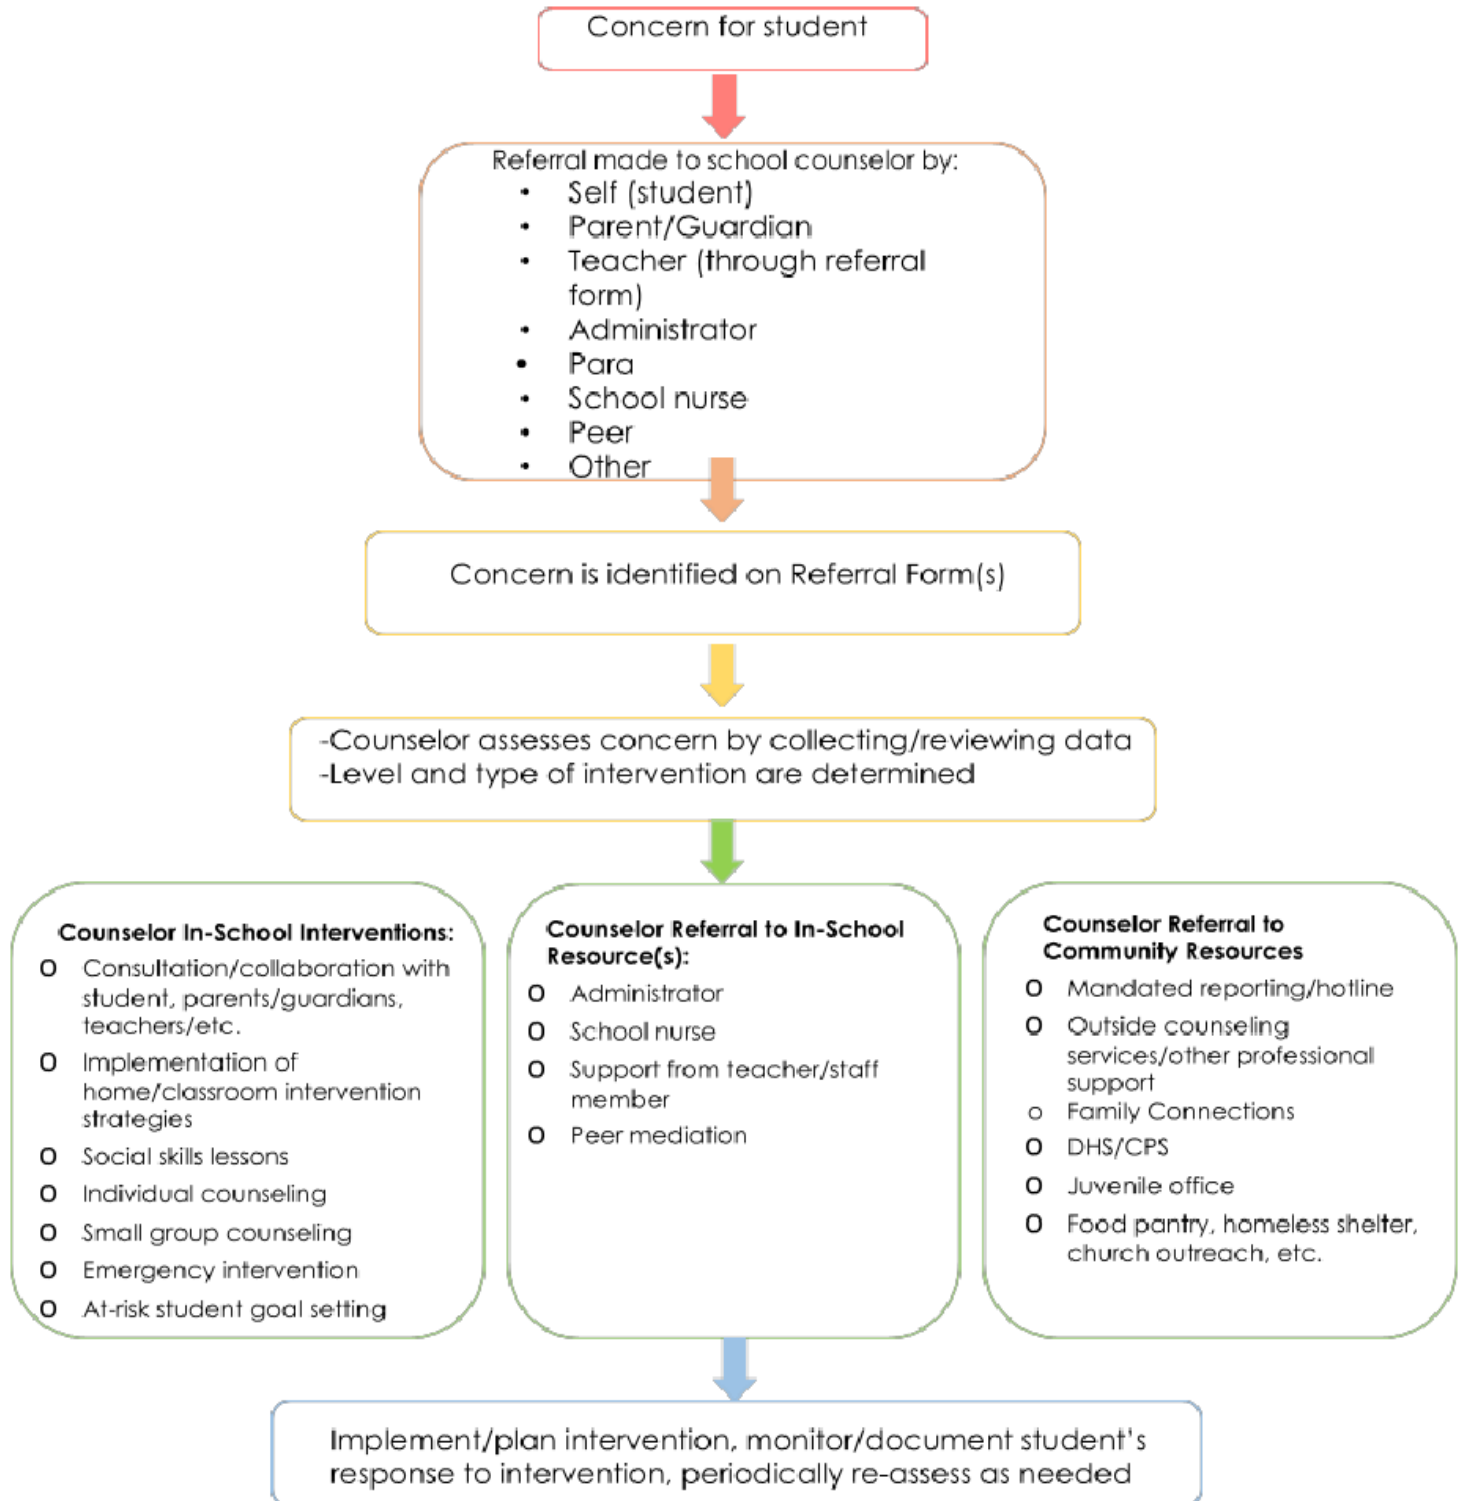 Concern for student
Referral made to school counselor by:
• Self (student)
• Parent/Guardian
• Teacher (through referral
form)
• Administrator
• Para
• School nurse
• Peer
• Other
Concern is identified on Referral Form(s)
-Counselor assesses concern by collecting/reviewing data
-Level and type of intervention are determined
Counselor In-School Interventions:
o Consultation/collaboration with
student, parents/guardians,
teachers/etc.
o Implementation of
home/classroom intervention
strategies
o Social skills lessons
o Individual counseling
o Small group counseling
o Emergency intervention
o At-risk student goal setting
Counselor Referral to In-School
Resource(s):
o Administrator
o School nurse
o Support from teacher/staff
member
o Peer mediation
Counselor Referral to
Community Resources
o Mandated reporting/hotline
o Outside counseling
services/other professional
support
o Family Connections
o DHS/CPS
o Juvenile office
o Food pantry, homeless shelter,
church outreach, etc.
Implement/plan intervention, monitor/document student's
response to intervention, periodically re-assess as needed